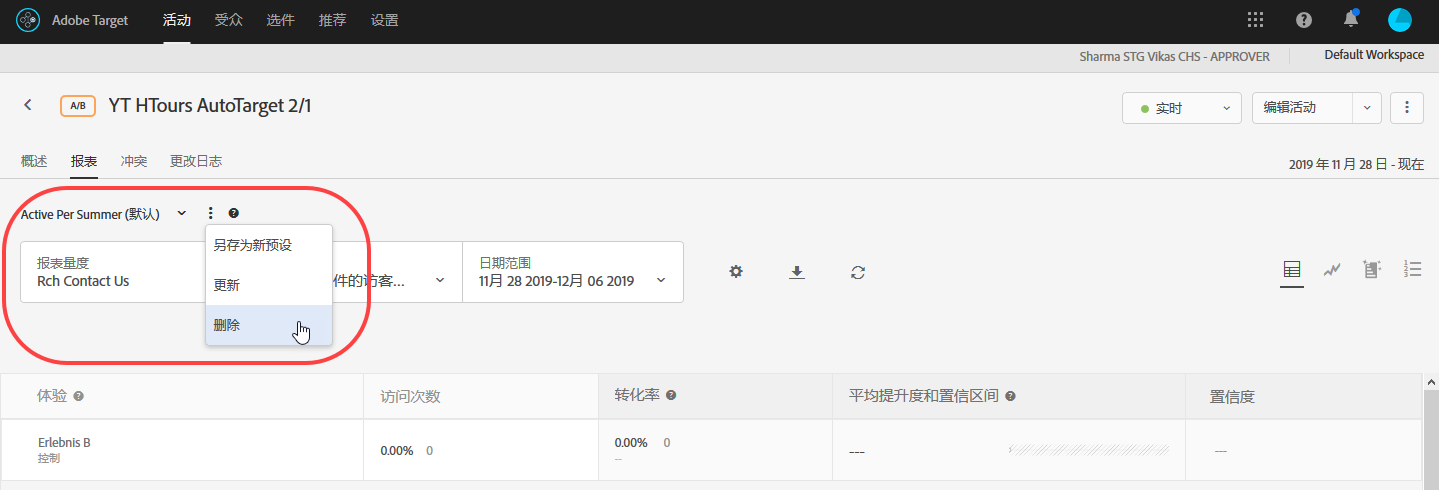 Adobe Target 活动 受众 选件 推荐 设置
Sharma STG Vikas CHS - APPROVER Default Workspace
A/B YT HTours AutoTarget 2/1 实时 编辑活动
概述 报表 冲突 更改日志
2019 年 11 月 28 日 - 现在
Active Per Summer (默认)
另存为新预设
更新
删除
报表量度
Rch Contact Us
件的访客...
日期范围
11月 28 2019-12月 06 2019
体验 访问次数 转化率 平均提升度和置信区间 置信度
Erlebnis B 0.00% 0 0.00% 0 --- ---
控制 --